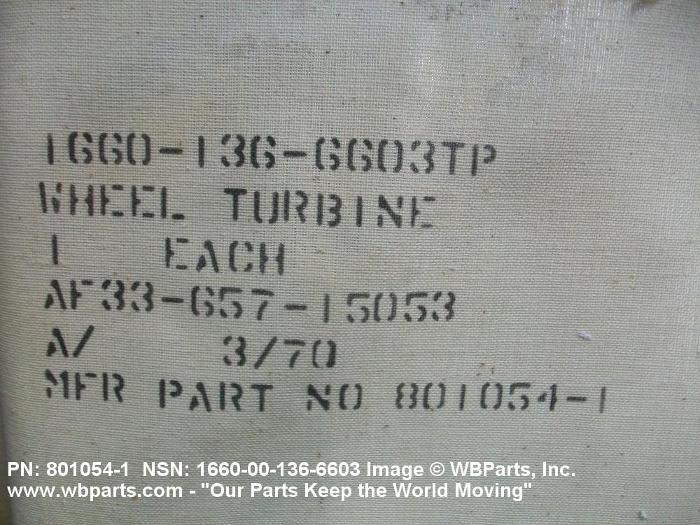 1660-136-6603TP
WHEEL TURBINE
1 EACH
AF33-657-15053
A/ 3/70
MFR PART NO 801054-1
PN: 801054-1 NSN: 1660-00-136-6603 Image © WBParts, Inc.
www.wbparts.com - "Our Parts Keep the World Moving"